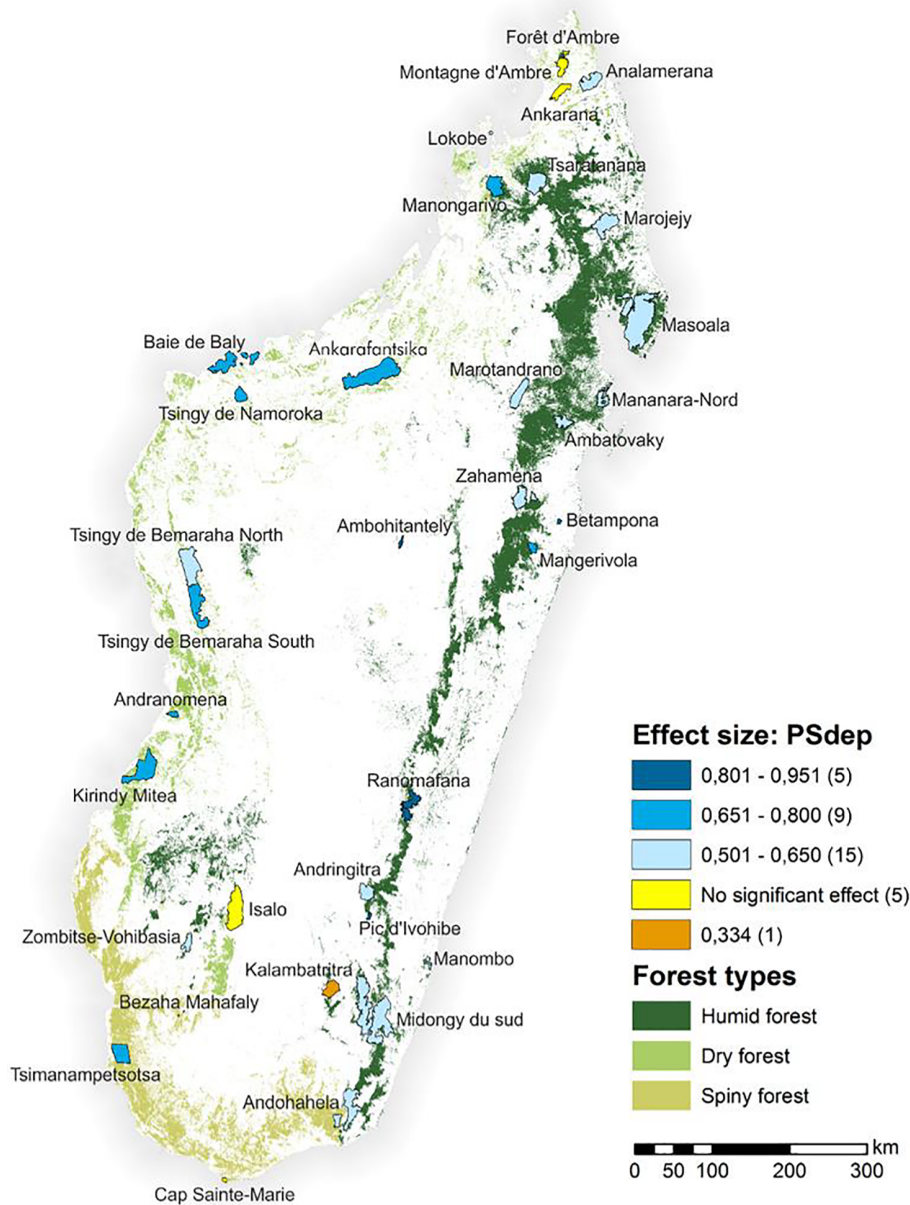 Forêt d'Ambre
Montagne d'Ambre
Analamerana
Ankarana
Lokobe°
Tsaratanana
Manongarivo
Marojejy
Masoala
Baie de Baly
Ankarafantsika
Marotandrano
Tsingy de Namoroka
Mananara-Nord
Ambatovaky
Zahamena
Betampona
Ambohitantely
Tsingy de Bemaraha North
Mangerivola
Tsingy de Bemaraha South
Andranomena
Kirindy Mitea
Ranomafana
Andringitra
Isalo
Pic d'Ivohibe
Zombitse-Vohibasia
Manombo
Kalambatritra
Bezaha Mahafaly
Midongy du sud
Tsimanampetsotsa
Andohahela
Cap Sainte-Marie
Effect size: PSdep
0,801 - 0,951 (5)
0,651 - 0,800 (9)
0,501 - 0,650 (15)
No significant effect (5)
0,334 (1)
Forest types
Humid forest
Dry forest
Spiny forest
km
0 50 100 200 300